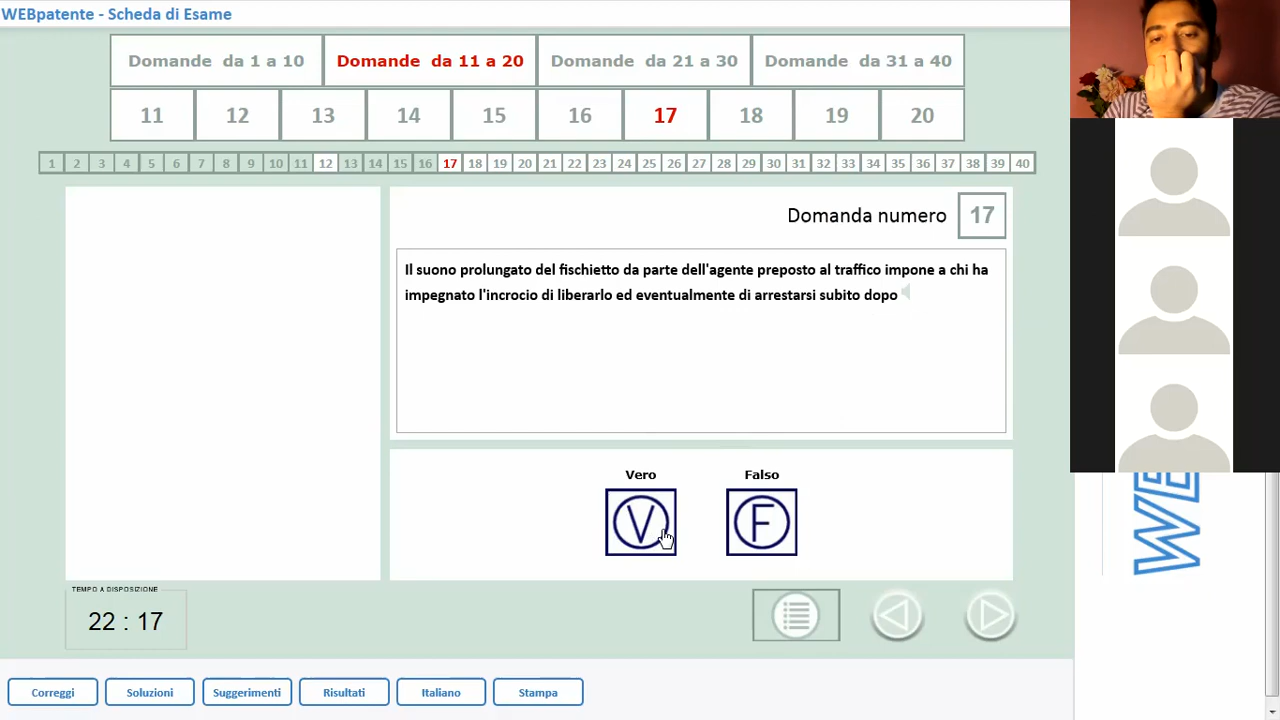 WEBpatente - Scheda di Esame
Domande da 1 a 10
Domande da 11 a 20
Domande da 21 a 30
Domande da 31 a 40
11 12 13 14 15 16 17 18 19 20
1 2 3 4 5 6 7 8 9 10 11 12 13 14 15 16 17 18 19 20 21 22 23 24 25 26 27 28 29 30 31 32 33 34 35 36 37 38 39 40
Domanda numero 17
Il suono prolungato del fischietto da parte dell'agente preposto al traffico impone a chi ha
impegnato l'incrocio di liberarlo ed eventualmente di arrestarsi subito dopo
Vero Falso
V F
TEMPO A DISPOSIZIONE
22 : 17
Correggi Soluzioni Suggerimenti Risultati Italiano Stampa
WE